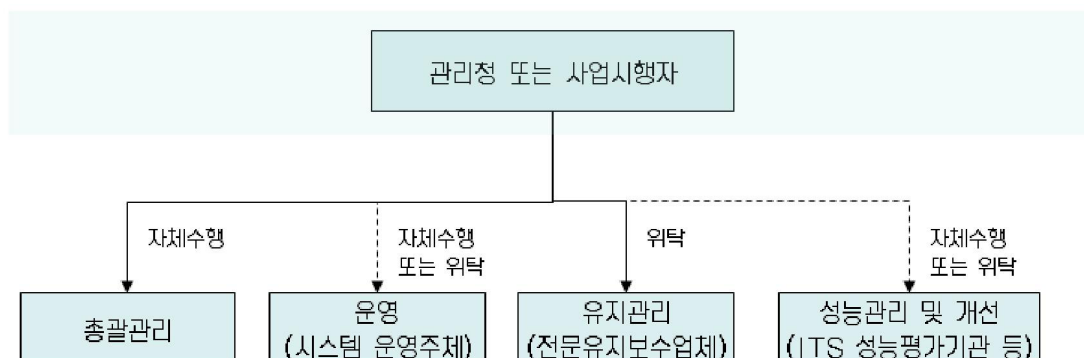 관리청 또는 사업시행자
자체수행
자체수행
또는 위탁
위탁
자체수행
또는 위탁
총괄관리
운영
(시스템 운영주체)
유지관리
(전문유지보수업체)
성능관리 및 개선
(ITS 성능평가기관 등)